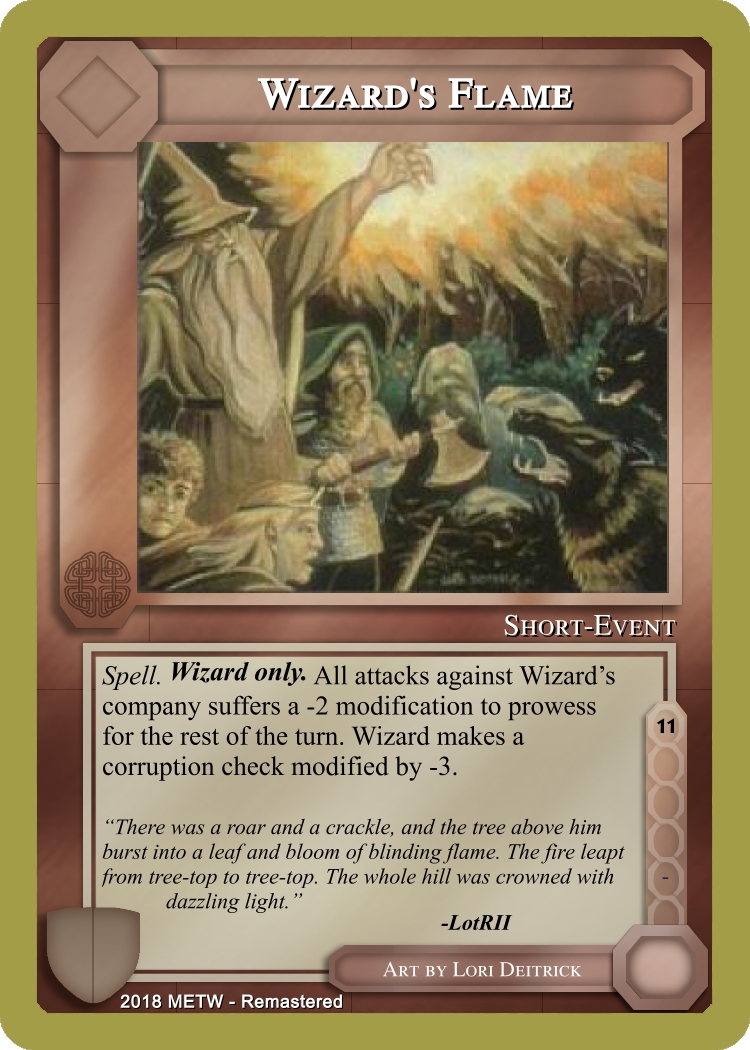 Wizard's Flame
Short-Event
Spell. Wizard only. All attacks against Wizard’s
company suffers a -2 modification to prowess
for the rest of the turn. Wizard makes a
corruption check modified by -3.
11
“There was a roar and a crackle, and the tree above him
burst into a leaf and bloom of blinding flame. The fire leapt
from tree-top to tree-top. The whole hill was crowned with
dazzling light.”
-
-LotRII
Art by Lori Deitrick
2018 METW - Remastered